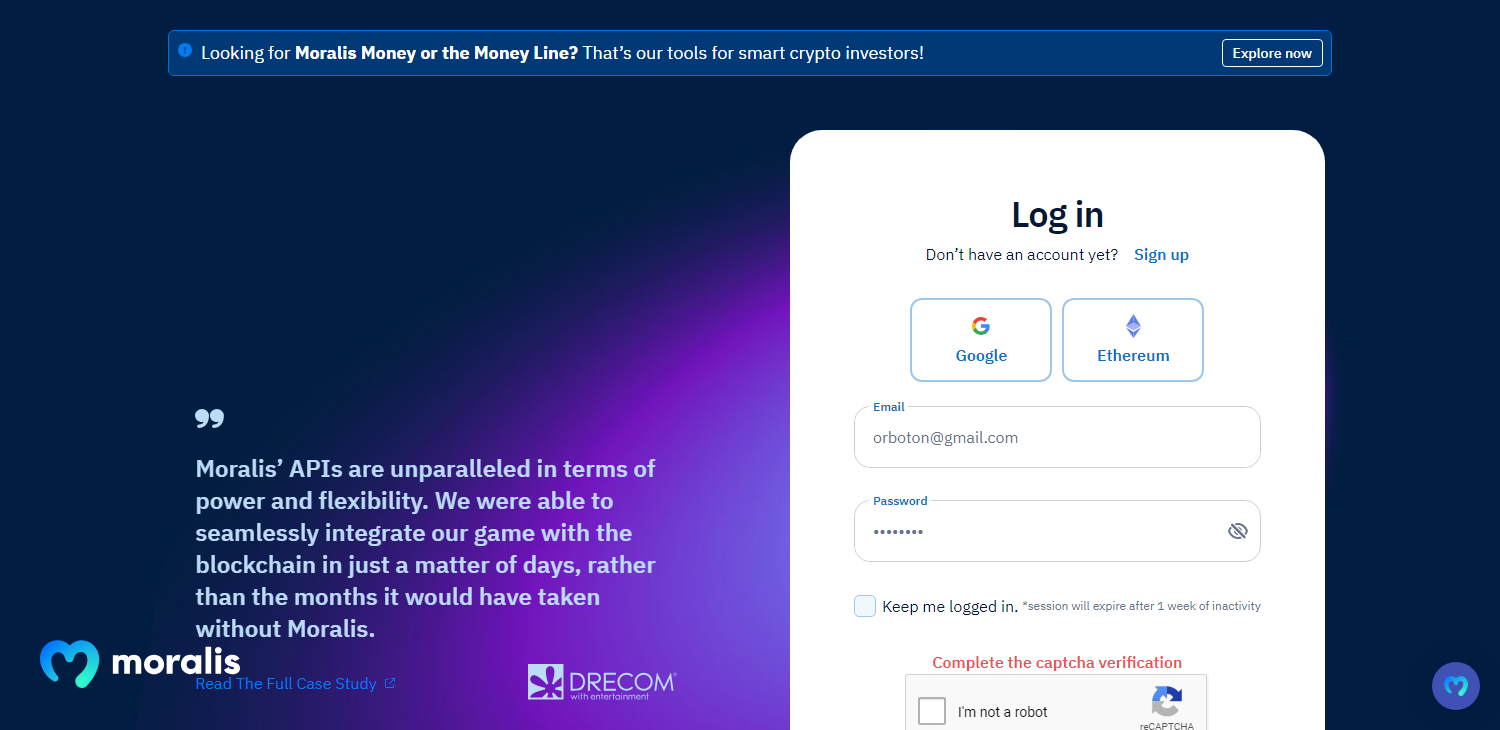 Looking for Moralis Money or the Money Line? That’s our tools for smart crypto investors!
Explore now
Log in
Don’t have an account yet? Sign up
Google
Ethereum
Email
orboton@gmail.com
Password
••••••••
Keep me logged in. *session will expire after 1 week of inactivity
Complete the captcha verification
I'm not a robot
reCAPTCHA
”
Moralis’ APIs are unparalleled in terms of
power and flexibility. We were able to
seamlessly integrate our game with the
blockchain in just a matter of days, rather
than the months it would have taken
without Moralis.
moralis
Read The Full Case Study
DRECOM®
with entertainment